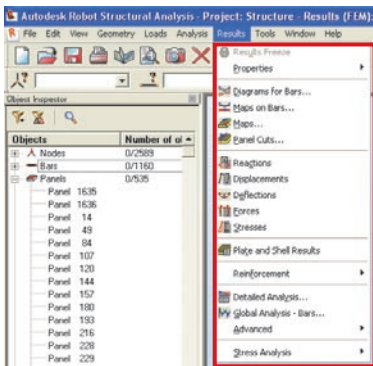 Autodesk Robot Structural Analysis - Project: Structure - Results (FEM):
File Edit View Geometry Loads Analysis Results Tools Window Help
Results Freeze
Properties
Diagrams for Bars...
Maps on Bars...
Maps...
Panel Cuts...
Reactions
Displacements
Deflections
Forces
Stresses
Plate and Shell Results
Reinforcement
Detailed Analysis...
Global Analysis - Bars...
Advanced
Stress Analysis
Object Inspector
Objects Number of o
Nodes 0/2589
Bars 0/1160
Panels 0/535
Panel 1635
Panel 1636
Panel 14
Panel 49
Panel 84
Panel 107
Panel 120
Panel 144
Panel 157
Panel 180
Panel 193
Panel 216
Panel 228
Panel 229